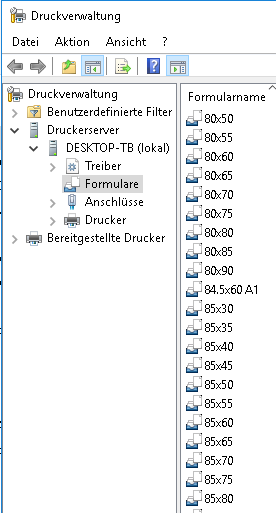 Druckverwaltung
Datei Aktion Ansicht ?
Druckverwaltung
Benutzerdefinierte Filter
Druckerserver
DESKTOP-TB (lokal)
Treiber
Formulare
Anschlüsse
Drucker
Bereitgestellte Drucker
Formularname
80x50
80x55
80x60
80x65
80x70
80x75
80x80
80x85
80x90
84.5x60 A1
85x30
85x35
85x40
85x45
85x50
85x55
85x60
85x65
85x70
85x75
85x80